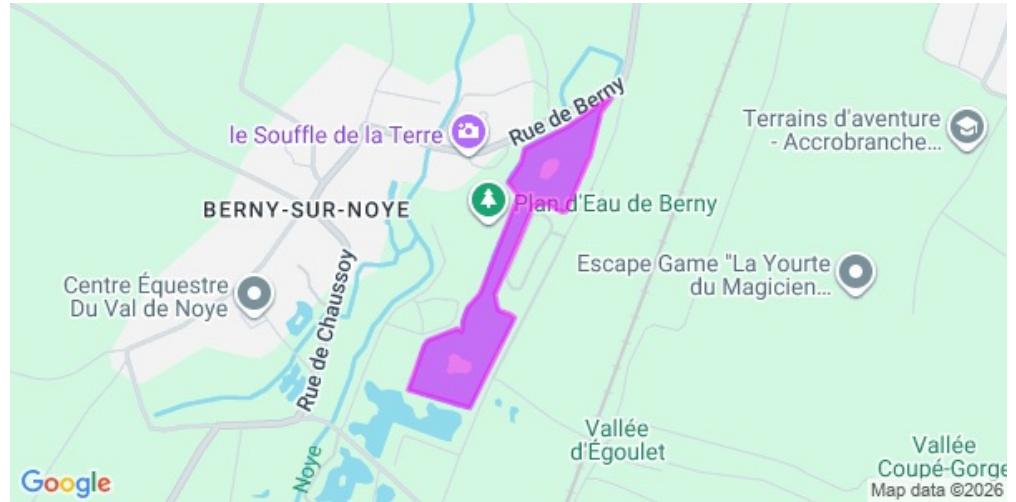 Rue de Berny
le Souffle de la Terre
Terrains d'aventure
- Accrobranche...
BERNY-SUR-NOYE
Plan d'Eau de Berny
Centre Équestre
Du Val de Noye
Rue de Chaussoy
Escape Game "La Yourte
du Magicien...
Noye
Vallée
d'Égoulet
Vallée
Coupé-Gorge
Google
Map data ©2026